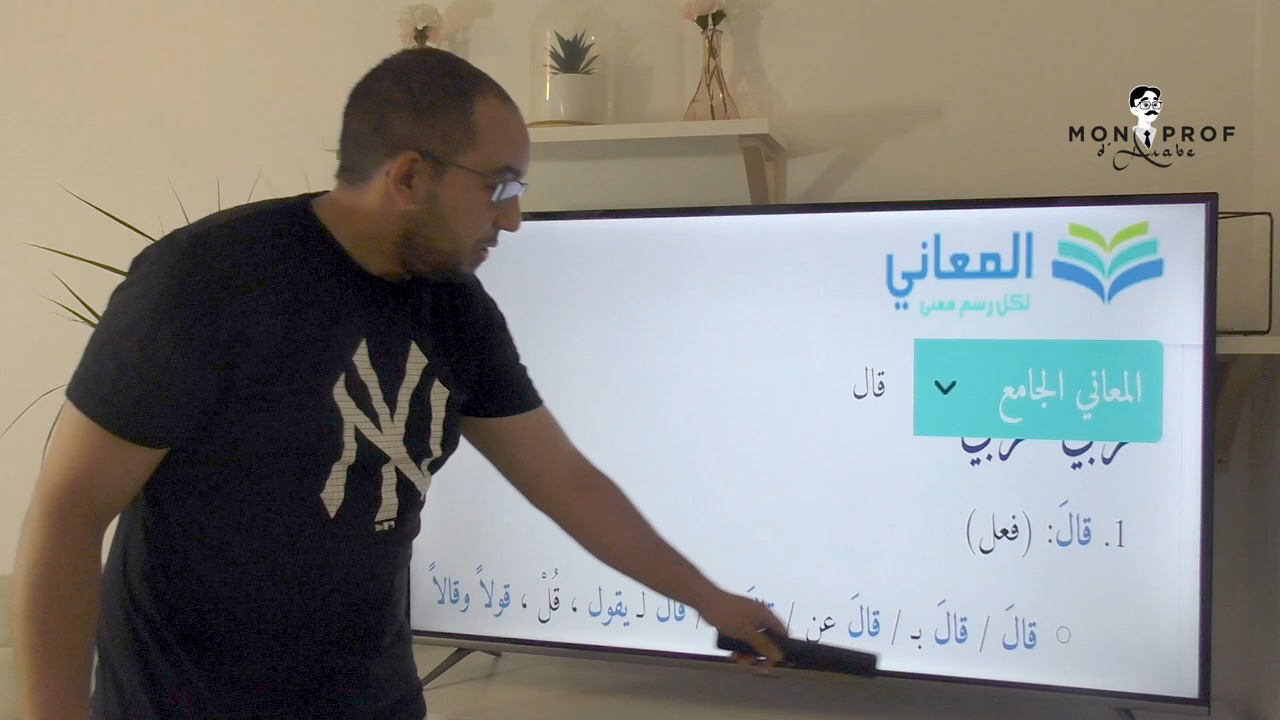 MON PROF
d'Arabe
المعاني
لكل رسم معنى
المعاني الجامع
قال
1. قالَ: (فعل)
قالَ / قالَ بـ / قالَ عن / / قال لـ يقول ، قُلْ ، قولاً وقالاً